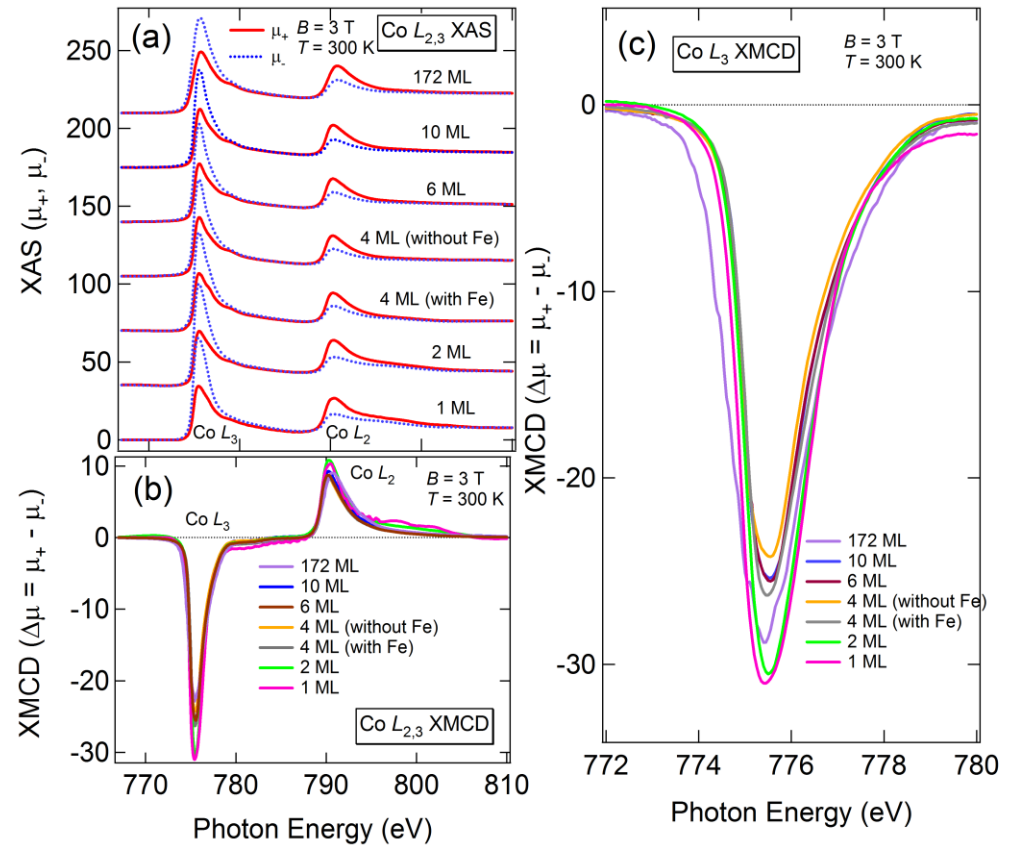 (a)
μ₊
μ₋
B = 3 T
T = 300 K
Co L₂,₃ XAS
XAS (μ₊, μ₋)
250
200
150
100
50
0
172 ML
10 ML
6 ML
4 ML (without Fe)
4 ML (with Fe)
2 ML
1 ML
Co L₃
Co L₂
780
800
(b)
Co L₃
Co L₂
B = 3 T
T = 300 K
XMCD (Δμ = μ₊ - μ₋)
10
0
-10
-20
-30
172 ML
10 ML
6 ML
4 ML (without Fe)
4 ML (with Fe)
2 ML
1 ML
Co L₂,₃ XMCD
770
780
790
800
810
Photon Energy (eV)
(c)
Co L₃ XMCD
B = 3 T
T = 300 K
XMCD (Δμ = μ₊ - μ₋)
0
-10
-20
-30
172 ML
10 ML
6 ML
4 ML (without Fe)
4 ML (with Fe)
2 ML
1 ML
772
774
776
778
780
Photon Energy (eV)